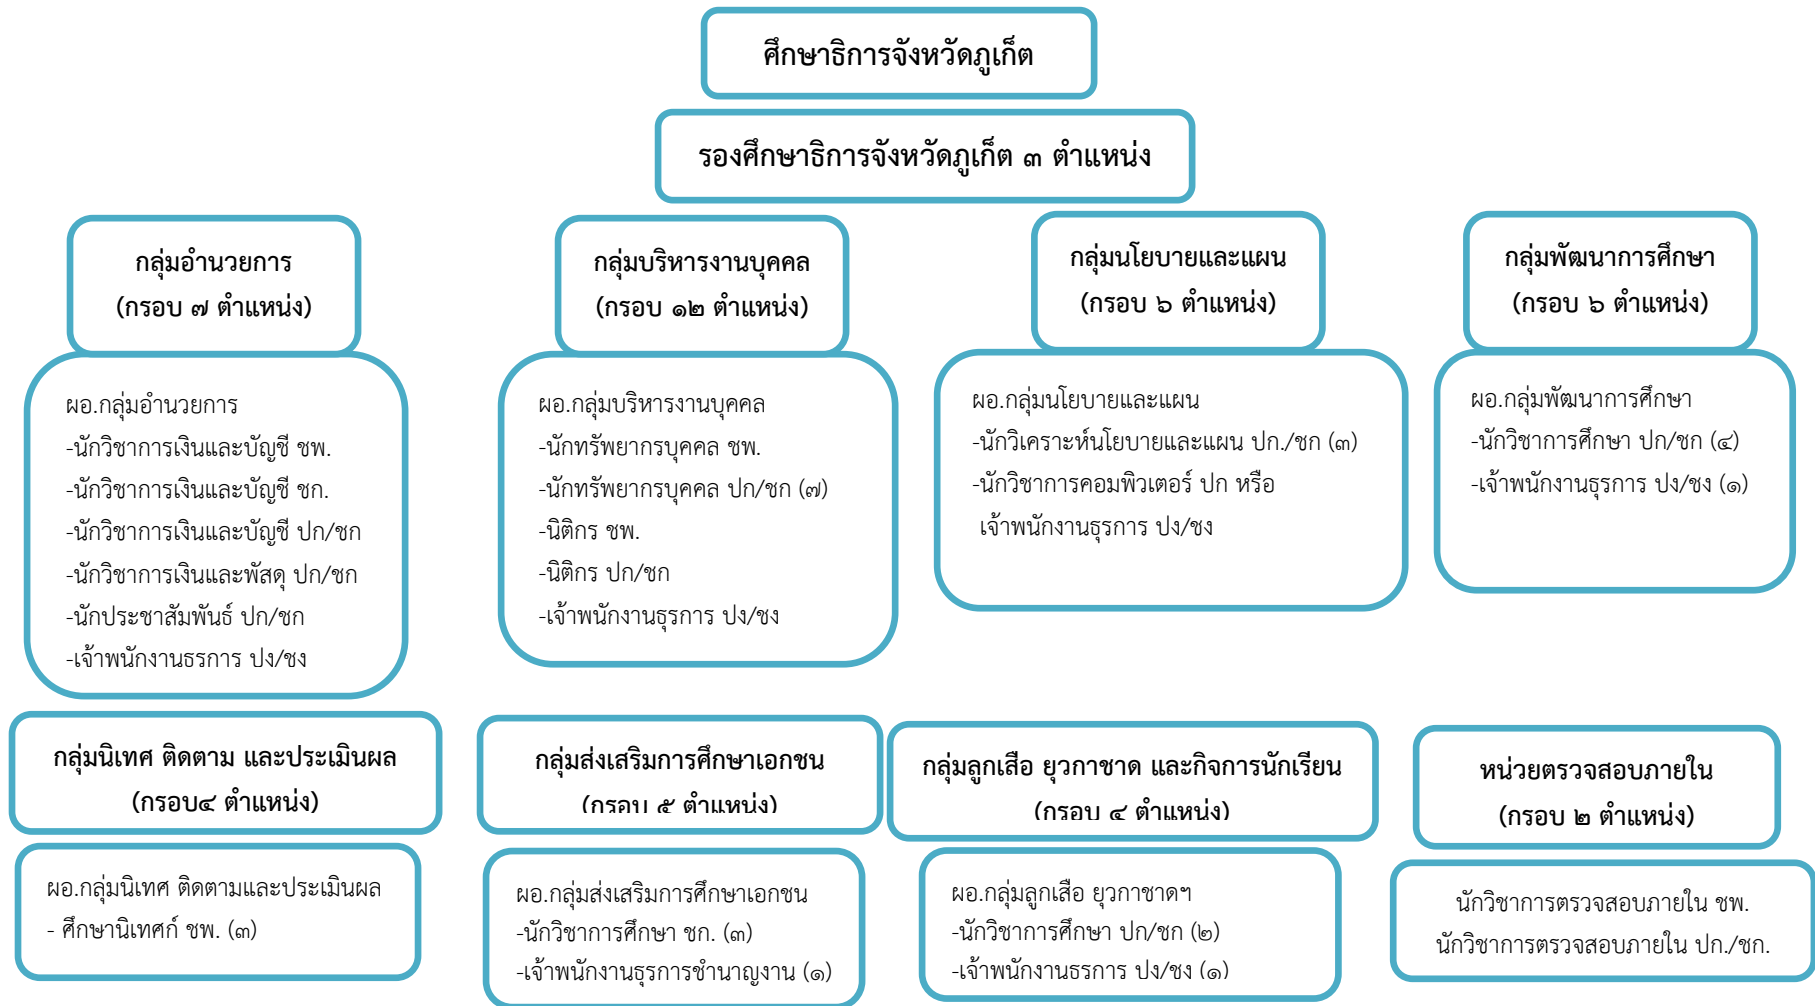 ศึกษาธิการจังหวัดภูเก็ต
รองศึกษาธิการจังหวัดภูเก็ต ๓ ตำแหน่ง
กลุ่มอำนวยการ
(กรอบ ๗ ตำแหน่ง)
ผอ.กลุ่มอำนวยการ
-นักวิชาการเงินและบัญชี ชพ.
-นักวิชาการเงินและบัญชี ชก.
-นักวิชาการเงินและบัญชี ปก/ชก
-นักวิชาการเงินและพัสดุ ปก/ชก
-นักประชาสัมพันธ์ ปก/ชก
-เจ้าพนักงานธรการ ปง/ชง
กลุ่มบริหารงานบุคคล
(กรอบ ๑๒ ตำแหน่ง)
ผอ.กลุ่มบริหารงานบุคคล
-นักทรัพยากรบุคคล ชพ.
-นักทรัพยากรบุคคล ปก/ชก (๗)
-นิติกร ชพ.
-นิติกร ปก/ชก
-เจ้าพนักงานธุรการ ปง/ชง
กลุ่มนโยบายและแผน
(กรอบ ๖ ตำแหน่ง)
ผอ.กลุ่มนโยบายและแผน
-นักวิเคราะห์นโยบายและแผน ปก./ชก (๓)
-นักวิชาการคอมพิวเตอร์ ปก หรือ
เจ้าพนักงานธุรการ ปง/ชง
กลุ่มพัฒนาการศึกษา
(กรอบ ๖ ตำแหน่ง)
ผอ.กลุ่มพัฒนาการศึกษา
-นักวิชาการศึกษา ปก/ชก (๔)
-เจ้าพนักงานธุรการ ปง/ชง (๑)
กลุ่มนิเทศ ติดตาม และประเมินผล
(กรอบ๔ ตำแหน่ง)
ผอ.กลุ่มนิเทศ ติดตามและประเมินผล
- ศึกษานิเทศก์ ชพ. (๓)
กลุ่มส่งเสริมการศึกษาเอกชน
(กรอบ ๕ ตำแหน่ง)
ผอ.กลุ่มส่งเสริมการศึกษาเอกชน
-นักวิชาการศึกษา ชก. (๓)
-เจ้าพนักงานธุรการชำนาญงาน (๑)
กลุ่มลูกเสือ ยุวกาชาด และกิจการนักเรียน
(กรอบ ๔ ตำแหน่ง)
ผอ.กลุ่มลูกเสือ ยุวกาชาดฯ
-นักวิชาการศึกษา ปก/ชก (๒)
-เจ้าพนักงานธรการ ปง/ชง (๑)
หน่วยตรวจสอบภายใน
(กรอบ ๒ ตำแหน่ง)
นักวิชาการตรวจสอบภายใน ชพ.
นักวิชาการตรวจสอบภายใน ปก./ชก.